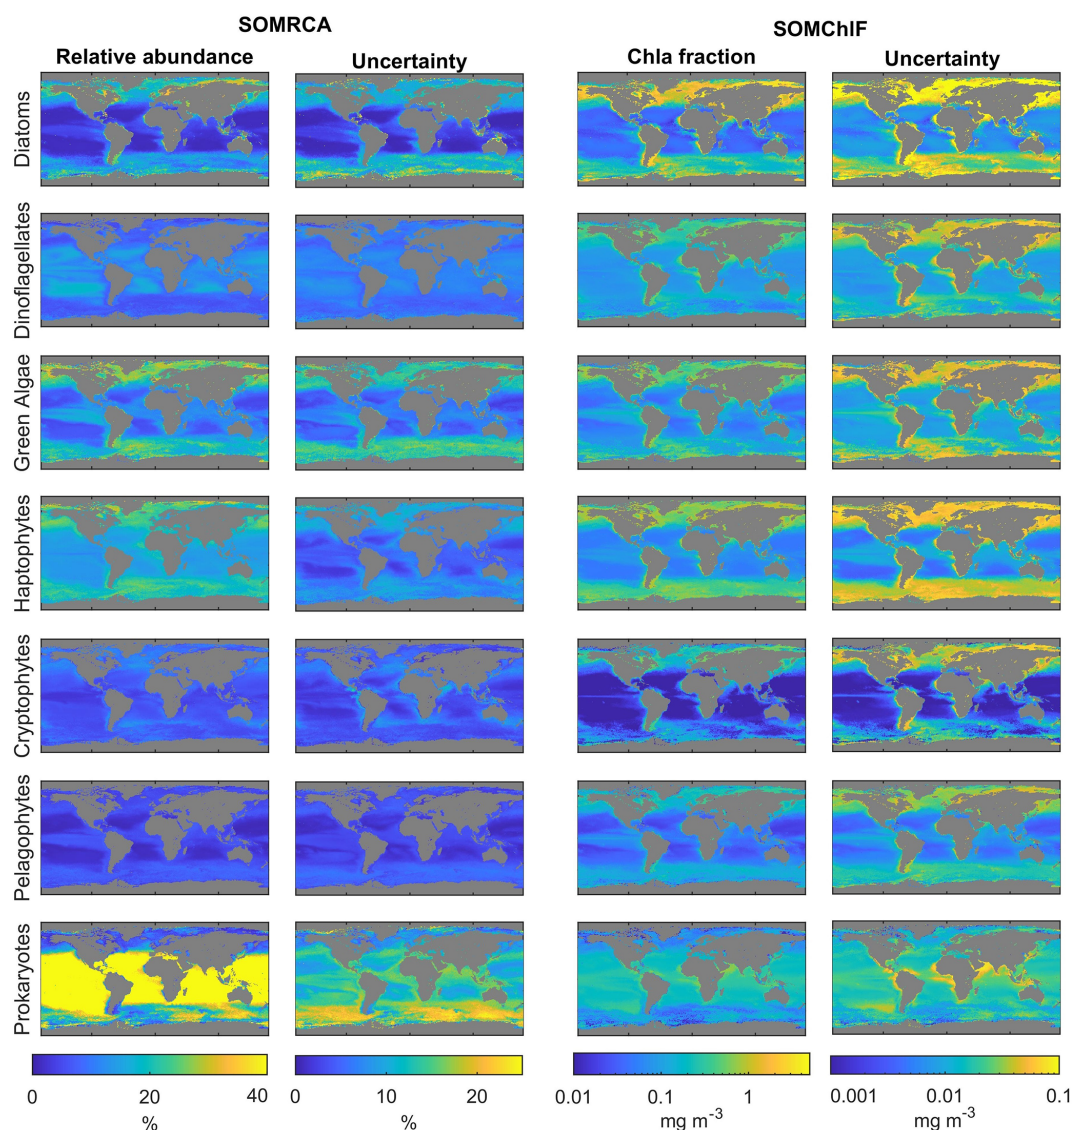 SOMRCA
SOMChlF
Relative abundance
Uncertainty
Chla fraction
Uncertainty
Diatoms
Dinoflagellates
Green Algae
Haptophytes
Cryptophytes
Pelagophytes
Prokaryotes
0 20 40
%
0 10 20
%
0.01 0.1 1
mg m⁻³
0.001 0.01 0.1
mg m⁻³